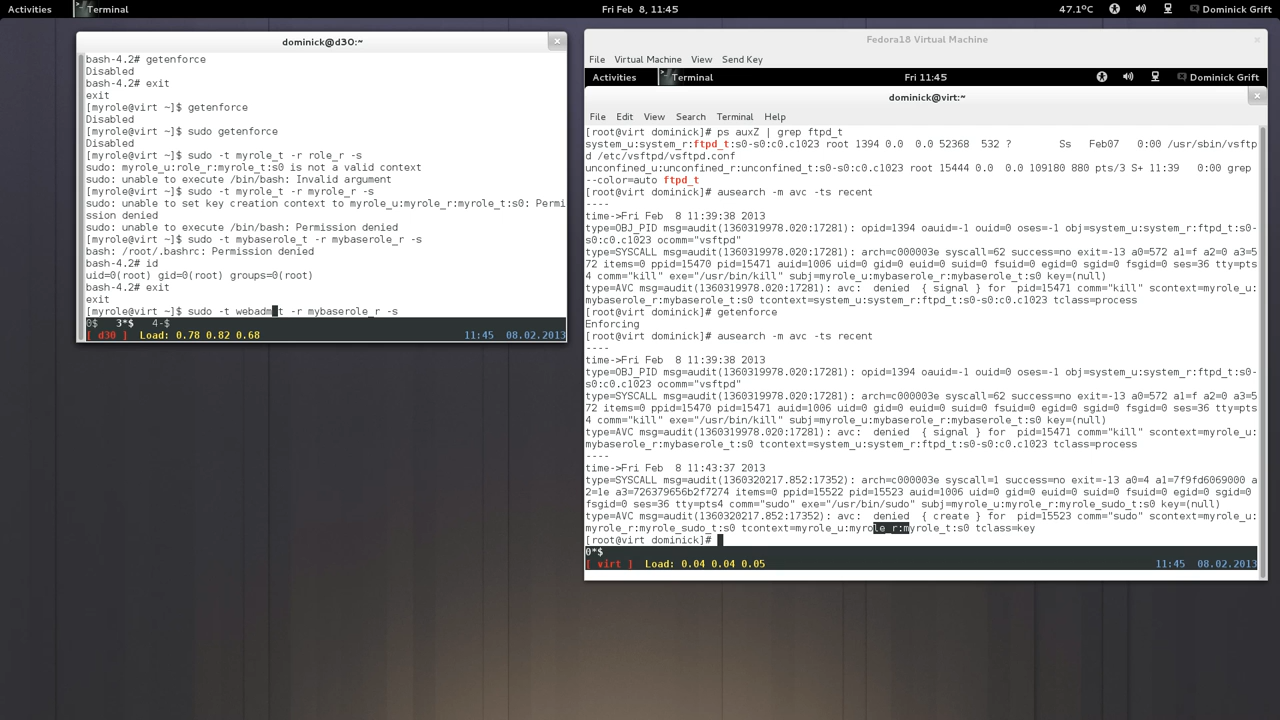 Activities
Terminal
Fri Feb 8, 11:45
47.1°C
Dominick Grift
dominick@d30:~
bash-4.2# getenforce
Disabled
bash-4.2# exit
exit
[myrole@virt ~]$ getenforce
Disabled
[myrole@virt ~]$ sudo getenforce
Disabled
[myrole@virt ~]$ sudo -t myrole_t -r role_r -s
sudo: myrole_u:role_r:myrole_t:s0 is not a valid context
sudo: unable to execute /bin/bash: Invalid argument
[myrole@virt ~]$ sudo -t myrole_t -r myrole_r -s
sudo: unable to set key creation context to myrole_u:myrole_r:myrole_t:s0: Permi
ssion denied
sudo: unable to execute /bin/bash: Permission denied
[myrole@virt ~]$ sudo -t mybaserole_t -r mybaserole_r -s
bash: /root/.bashrc: Permission denied
bash-4.2# id
uid=0(root) gid=0(root) groups=0(root)
bash-4.2# exit
exit
[myrole@virt ~]$ sudo -t webadm t -r mybaserole_r -s
0$ 3*$ 4-$
[ d30 ] Load: 0.78 0.82 0.68 11:45 08.02.2013
Fedora18 Virtual Machine
File Virtual Machine View Send Key
Activities Terminal Fri 11:45 Dominick Grift
dominick@virt:~
File Edit View Search Terminal Help
[root@virt dominick]# ps auxZ | grep ftpd_t
system_u:system_r:ftpd_t:s0-s0:c0.c1023 root 1394 0.0 0.0 52368 532 ? Ss Feb07 0:00 /usr/sbin/vsftp
d /etc/vsftpd/vsftpd.conf
unconfined_u:unconfined_r:unconfined_t:s0-s0:c0.c1023 root 15444 0.0 0.0 109180 880 pts/3 S+ 11:39 0:00 grep
--color=auto ftpd_t
[root@virt dominick]# ausearch -m avc -ts recent
----
time->Fri Feb 8 11:39:38 2013
type=OBJ_PID msg=audit(1360319978.020:17281): opid=1394 oauid=-1 ouid=0 oses=-1 obj=system_u:system_r:ftpd_t:s0-
s0:c0.c1023 ocomm="vsftpd"
type=SYSCALL msg=audit(1360319978.020:17281): arch=c000003e syscall=62 success=no exit=-13 a0=572 a1=f a2=0 a3=5
72 items=0 ppid=15470 pid=15471 auid=1006 uid=0 gid=0 euid=0 suid=0 fsuid=0 egid=0 sgid=0 fsgid=0 ses=36 tty=pts
4 comm="kill" exe="/usr/bin/kill" subj=myrole_u:mybaserole_r:mybaserole_t:s0 key=(null)
type=AVC msg=audit(1360319978.020:17281): avc: denied { signal } for pid=15471 comm="kill" scontext=myrole_u:
mybaserole_r:mybaserole_t:s0 tcontext=system_u:system_r:ftpd_t:s0-s0:c0.c1023 tclass=process
[root@virt dominick]# getenforce
Enforcing
[root@virt dominick]# ausearch -m avc -ts recent
----
time->Fri Feb 8 11:39:38 2013
type=OBJ_PID msg=audit(1360319978.020:17281): opid=1394 oauid=-1 ouid=0 oses=-1 obj=system_u:system_r:ftpd_t:s0-
s0:c0.c1023 ocomm="vsftpd"
type=SYSCALL msg=audit(1360319978.020:17281): arch=c000003e syscall=62 success=no exit=-13 a0=572 a1=f a2=0 a3=5
72 items=0 ppid=15470 pid=15471 auid=1006 uid=0 gid=0 euid=0 suid=0 fsuid=0 egid=0 sgid=0 fsgid=0 ses=36 tty=pts
4 comm="kill" exe="/usr/bin/kill" subj=myrole_u:mybaserole_r:mybaserole_t:s0 key=(null)
type=AVC msg=audit(1360319978.020:17281): avc: denied { signal } for pid=15471 comm="kill" scontext=myrole_u:
mybaserole_r:mybaserole_t:s0 tcontext=system_u:system_r:ftpd_t:s0-s0:c0.c1023 tclass=process
----
time->Fri Feb 8 11:43:37 2013
type=SYSCALL msg=audit(1360320217.852:17352): arch=c000003e syscall=1 success=no exit=-13 a0=4 a1=7f9fd6069000 a
2=1e a3=726379656b2f7274 items=0 ppid=15522 pid=15523 auid=1006 uid=0 gid=0 euid=0 suid=0 fsuid=0 egid=0 sgid=0
fsgid=0 ses=36 tty=pts4 comm="sudo" exe="/usr/bin/sudo" subj=myrole_u:myrole_r:myrole_sudo_t:s0 key=(null)
type=AVC msg=audit(1360320217.852:17352): avc: denied { create } for pid=15523 comm="sudo" scontext=myrole_u:
myrole_r:myrole_sudo_t:s0 tcontext=myrole_u:myrole_r:myrole_t:s0 tclass=key
[root@virt dominick]#
0*$
[ virt ] Load: 0.04 0.04 0.05 11:45 08.02.2013